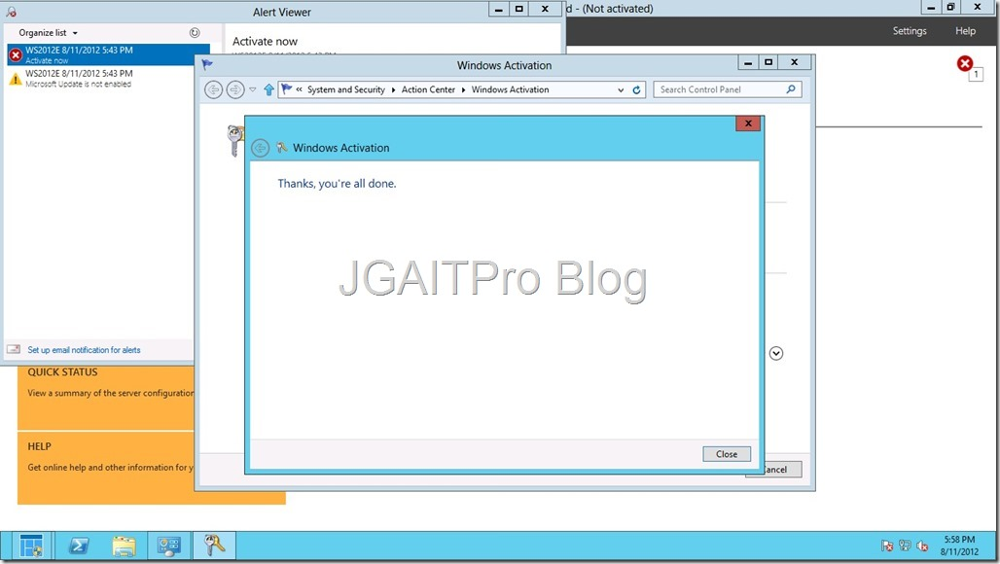 Alert Viewer
d - (Not activated)
Organize list
Settings
Help
WS2012E 8/11/2012 5:43 PM
Activate now
WS2012E 8/11/2012 5:43 PM
Microsoft Update is not enabled
Activate now
1
Windows Activation
« System and Security Action Center Windows Activation
Search Control Panel
Windows Activation
Thanks, you're all done.
JGAITPro Blog
Set up email notification for alerts
QUICK STATUS
View a summary of the server configuration
HELP
Get online help and other information for y
Close
ancel
5:58 PM
8/11/2012